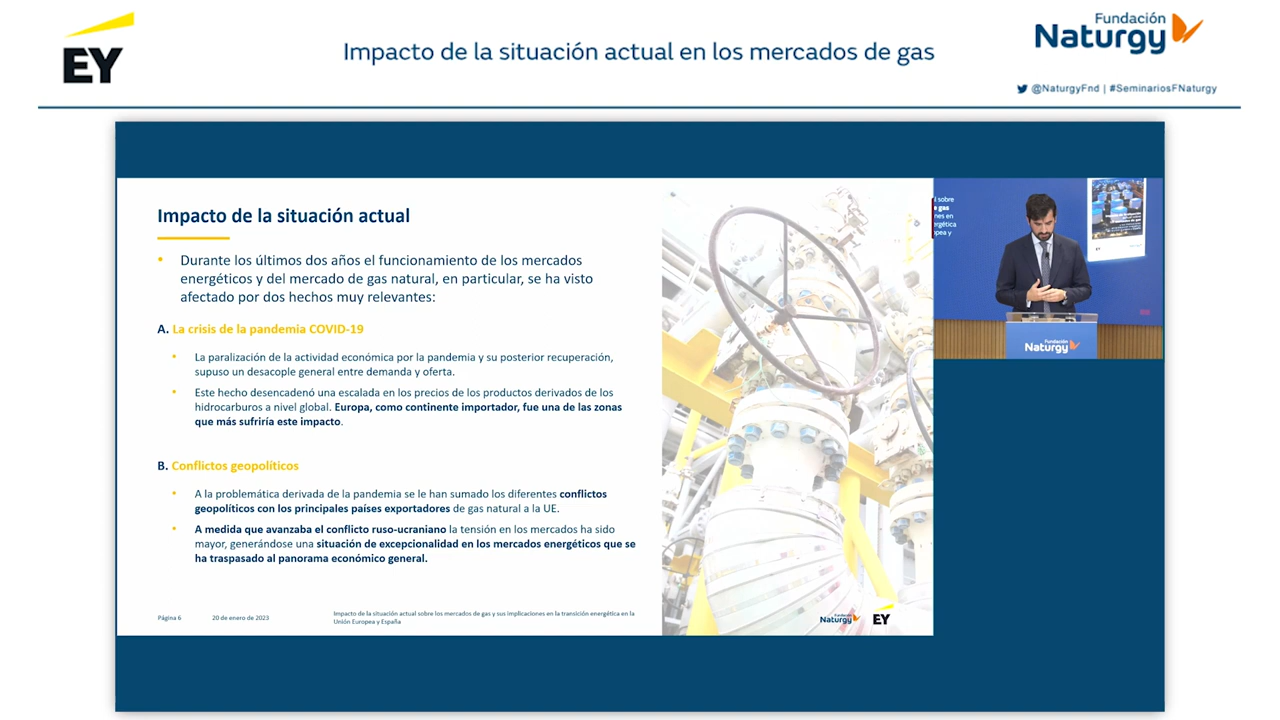 EY
Impacto de la situación actual en los mercados de gas
Fundación
Naturgy
@NaturgyFnd | #SeminariosFNaturgy
Impacto de la situación actual
• Durante los últimos dos años el funcionamiento de los mercados
energéticos y del mercado de gas natural, en particular, se ha visto
afectado por dos hechos muy relevantes:
A. La crisis de la pandemia COVID-19
• La paralización de la actividad económica por la pandemia y su posterior recuperación,
supuso un desacople general entre demanda y oferta.
• Este hecho desencadenó una escalada en los precios de los productos derivados de los
hidrocarburos a nivel global. Europa, como continente importador, fue una de las zonas
que más sufriría este impacto.
B. Conflictos geopolíticos
• A la problemática derivada de la pandemia se le han sumado los diferentes conflictos
geopolíticos con los principales países exportadores de gas natural a la UE.
• A medida que avanzaba el conflicto ruso-ucraniano la tensión en los mercados ha sido
mayor, generándose una situación de excepcionalidad en los mercados energéticos que se
ha traspasado al panorama económico general.
Página 6 20 de enero de 2023
Impacto de la situación actual sobre los mercados de gas y sus implicaciones en la transición energética en la
Unión Europea y España
Fundación
Naturgy
EY
l sobre
e gas
nes en
ergética
opea y
Fundación
Naturgy